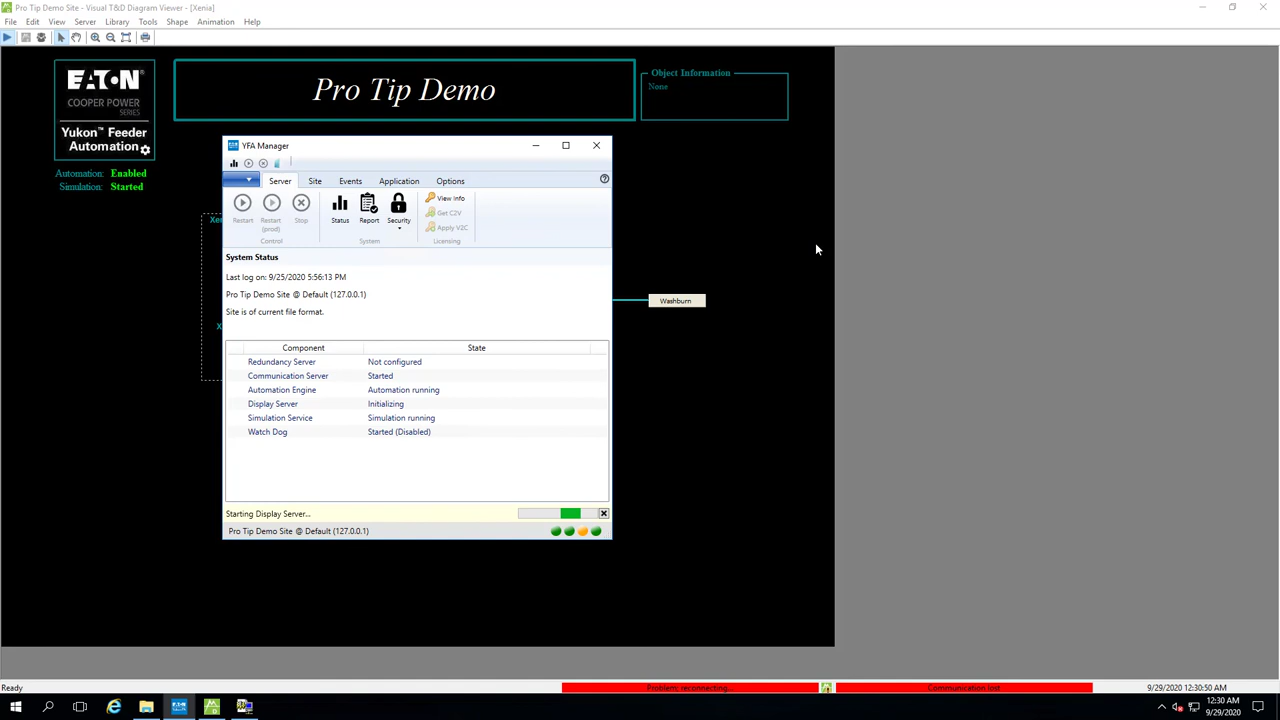 Pro Tip Demo Site - Visual T&D Diagram Viewer - [Xenia]
File Edit View Server Library Tools Shape Animation Help
EATON®
COOPER POWER
SERIES
Yukon™ Feeder
Automation
Pro Tip Demo
Object Information
None
Automation: Enabled
Simulation: Started
YFA Manager
Server Site Events Application Options
Restart
Restart
(prod)
Stop
Control
Status
Report
Security
System
View Info
Get C2V
Apply V2C
Licensing
System Status
Last log on: 9/25/2020 5:56:13 PM
Pro Tip Demo Site @ Default (127.0.0.1)
Site is of current file format.
Component State
Redundancy Server Not configured
Communication Server Started
Automation Engine Automation running
Display Server Initializing
Simulation Service Simulation running
Watch Dog Started (Disabled)
Starting Display Server...
Pro Tip Demo Site @ Default (127.0.0.1)
Washburn
Ready
Problem: reconnecting...
Communication lost
9/29/2020 12:30:50 AM
12:30 AM
9/29/2020